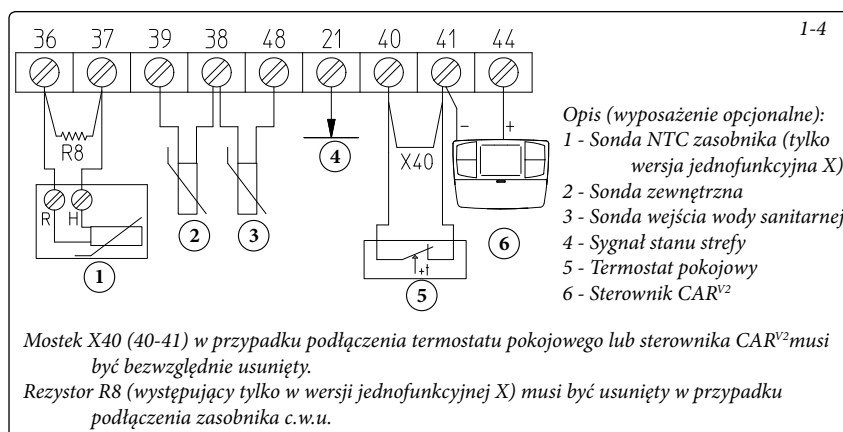 1-4
36 37 39 38 48 21 40 41 44
R8
X40
- +
R H
1
2
3
4
5
6
+t
Opis (wyposażenie opcjonalne):
1 - Sonda NTC zasobnika (tylko
wersja jednofunkcyjna X)
2 - Sonda zewnętrzna
3 - Sonda wejścia wody sanitarnej
4 - Sygnał stanu strefy
5 - Termostat pokojowy
6 - Sterownik CARV2
Mostek X40 (40-41) w przypadku podłączenia termostatu pokojowego lub sterownika CARV2musi
być bezwzględnie usunięty.
Rezystor R8 (występujący tylko w wersji jednofunkcyjnej X) musi być usunięty w przypadku
podłączenia zasobnika c.w.u.